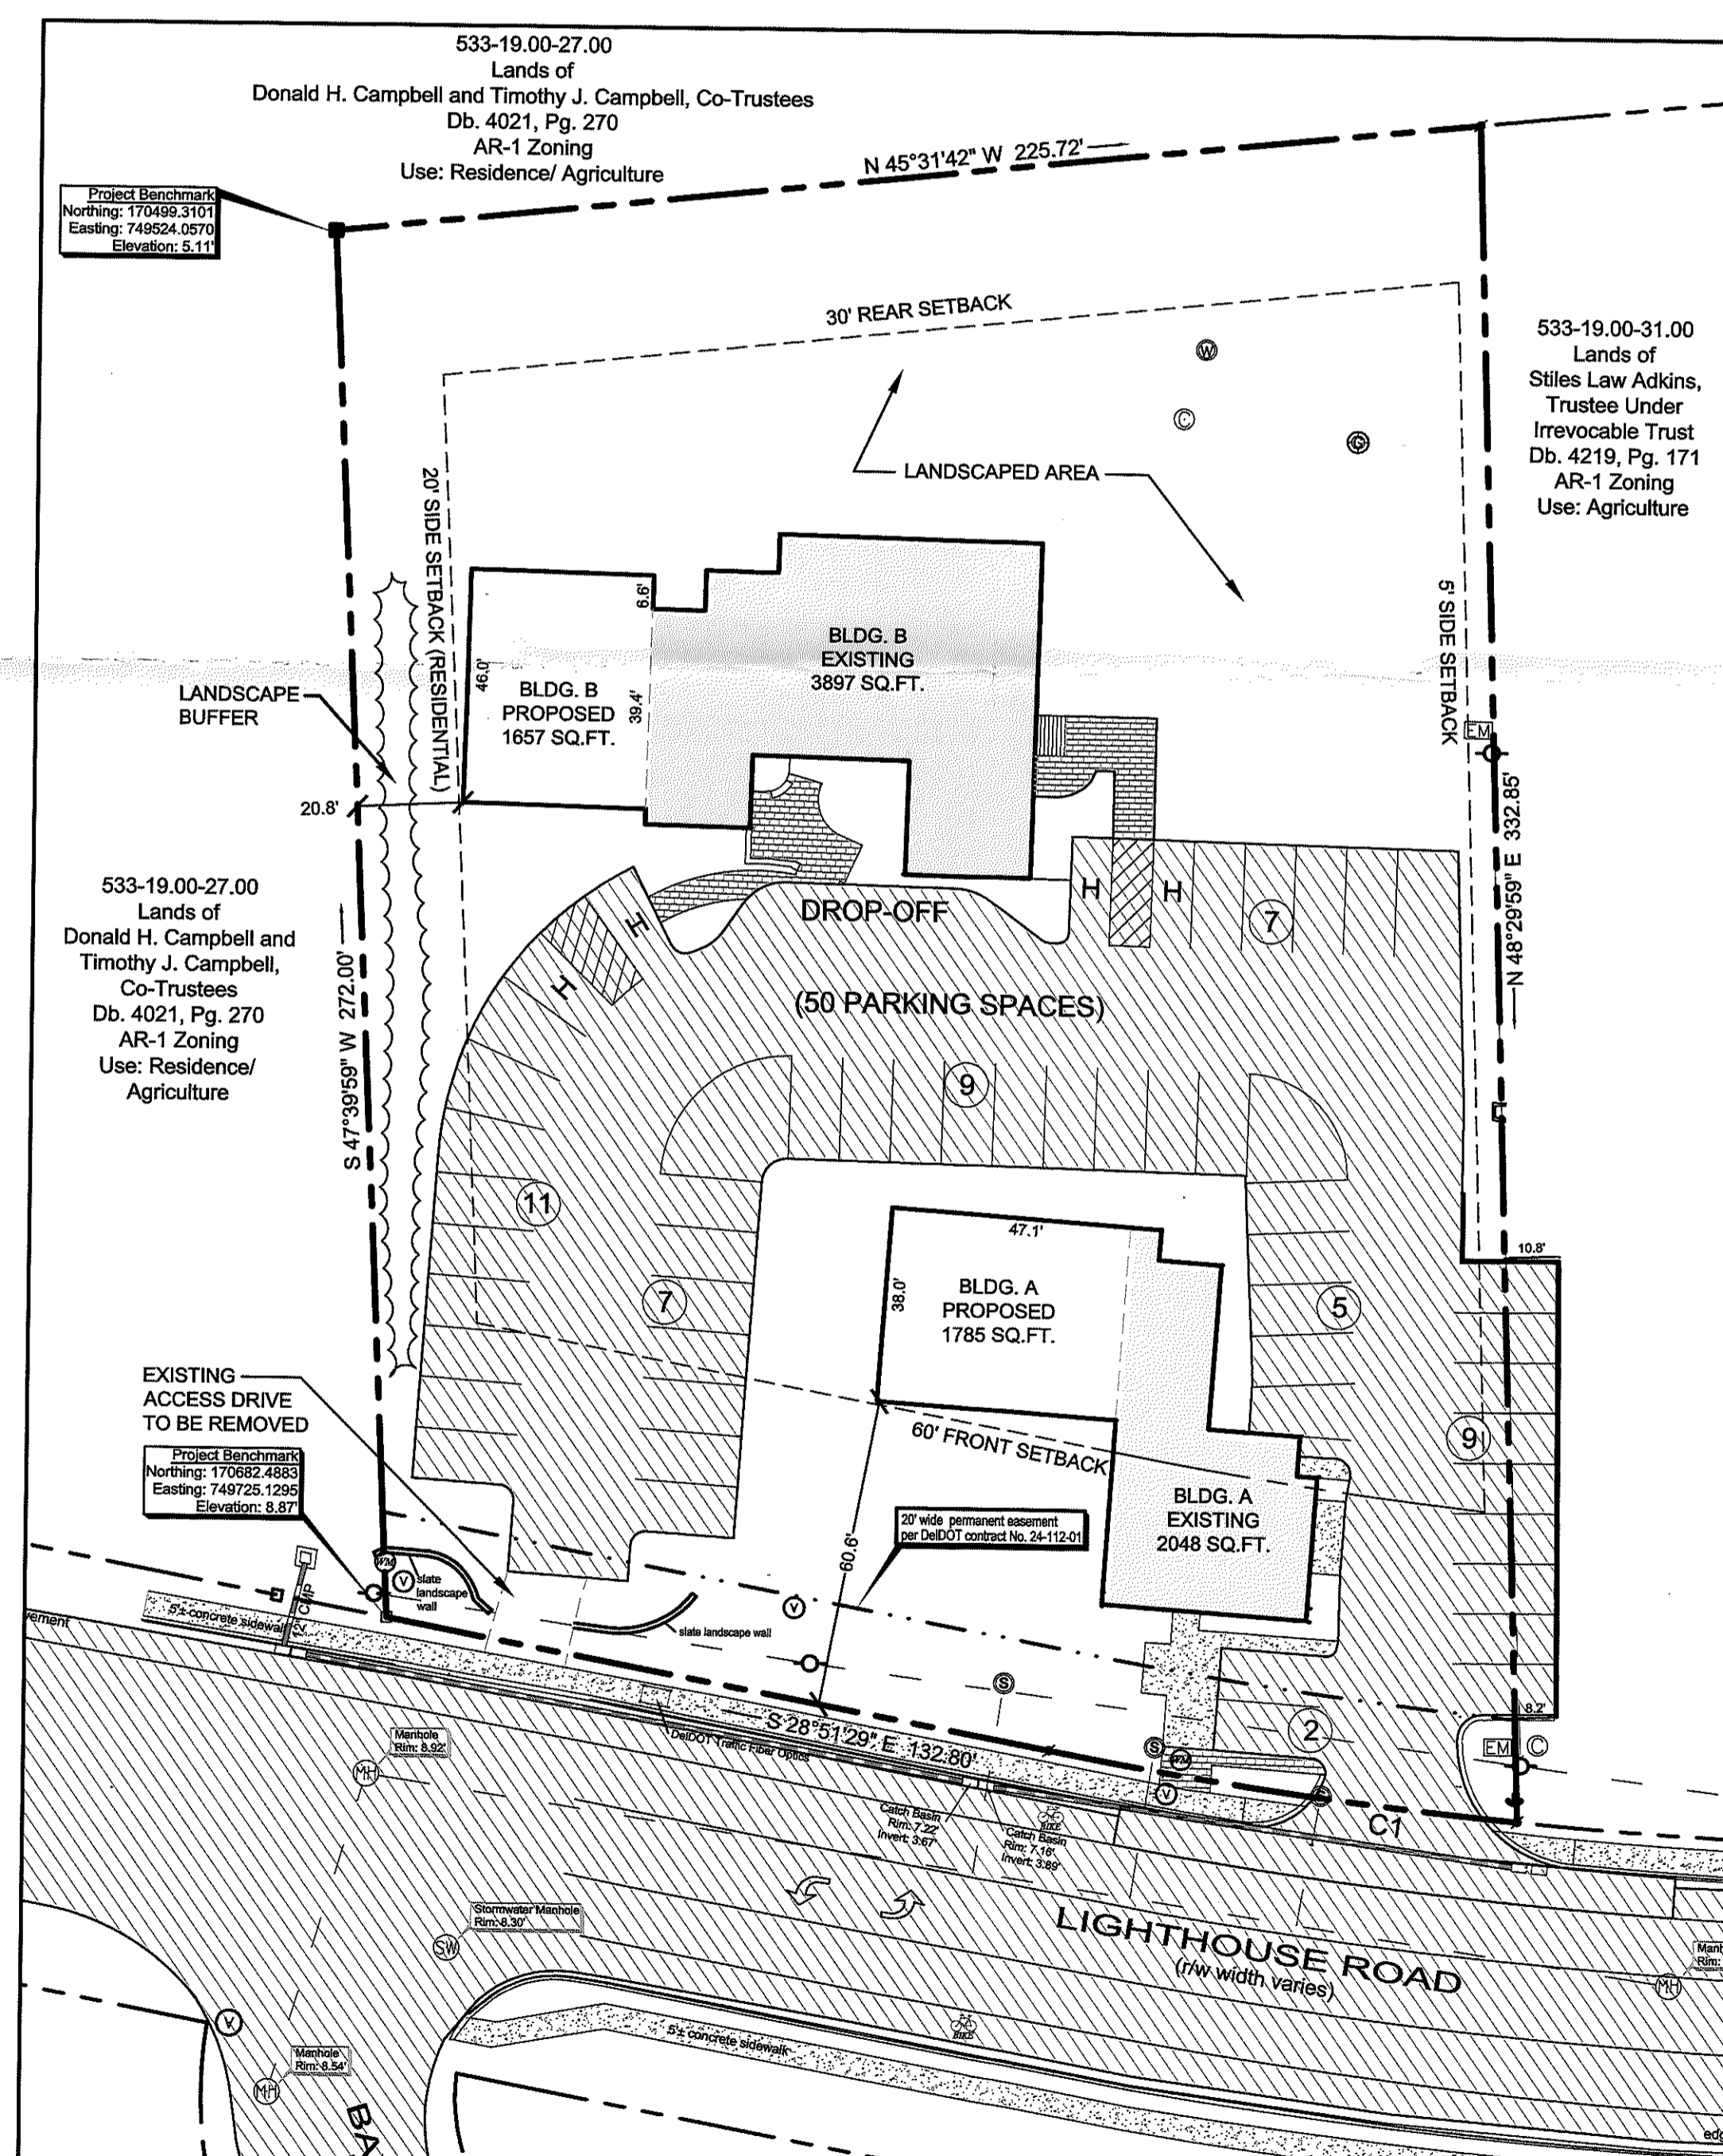 533-19.00-27.00
Lands of
Donald H. Campbell and Timothy J. Campbell, Co-Trustees
Db. 4021, Pg. 270
AR-1 Zoning
Use: Residence/ Agriculture
N 45°31'42" W 225.72'
Project Benchmark
Northing: 170499.3101
Easting: 749524.0570
Elevation: 5.11'
30' REAR SETBACK
533-19.00-31.00
Lands of
Stiles Law Adkins,
Trustee Under
Irrevocable Trust
Db. 4219, Pg. 171
AR-1 Zoning
Use: Agriculture
W
C
G
LANDSCAPED AREA
20' SIDE SETBACK (RESIDENTIAL)
5' SIDE SETBACK
6.6'
46.0'
39.4'
BLDG. B
EXISTING
3897 SQ.FT.
BLDG. B
PROPOSED
1657 SQ.FT.
LANDSCAPE
BUFFER
EM
20.8'
N 48°29'59" E 332.85'
533-19.00-27.00
Lands of
Donald H. Campbell and
Timothy J. Campbell,
Co-Trustees
Db. 4021, Pg. 270
AR-1 Zoning
Use: Residence/
Agriculture
S 47°39'59" W 272.00'
H
H
H
H
DROP-OFF
7
(50 PARKING SPACES)
9
11
7
5
9
47.1'
38.0'
BLDG. A
PROPOSED
1785 SQ.FT.
10.8'
EXISTING
ACCESS DRIVE
TO BE REMOVED
60' FRONT SETBACK
Project Benchmark
Northing: 170682.4883
Easting: 749725.1295
Elevation: 8.87'
BLDG. A
EXISTING
2048 SQ.FT.
20' wide permanent easement
per DelDOT contract No. 24-112-01
60.6'
WM
V
slate
landscape
wall
slate landscape wall
V
12" CMP
5'± concrete sidewalk
vement
S
S 28°51'29" E 132.80'
DelDOT Traffic Fiber Optics
2
8.2'
EM
C
S
WM
V
S
C1
Manhole
Rim: 8.92'
MH
Catch Basin
Rim: 7.22'
Invert: 3.67'
Catch Basin
Rim: 7.16'
Invert: 3.89'
BIKE
Stormwater Manhole
Rim: 8.30'
SW
LIGHTHOUSE ROAD
(r/w width varies)
Manh
Rim:
MH
V
BIKE
5'± concrete sidewalk
Manhole
Rim: 8.54'
MH
BA
edg